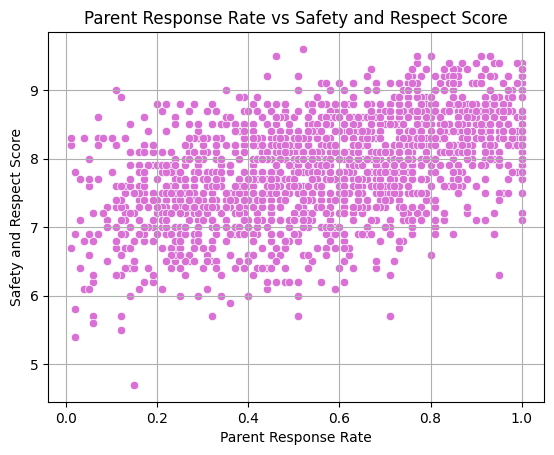 Parent Response Rate vs Safety and Respect Score
Safety and Respect Score
9
8
7
6
5
0.0 0.2 0.4 0.6 0.8 1.0
Parent Response Rate